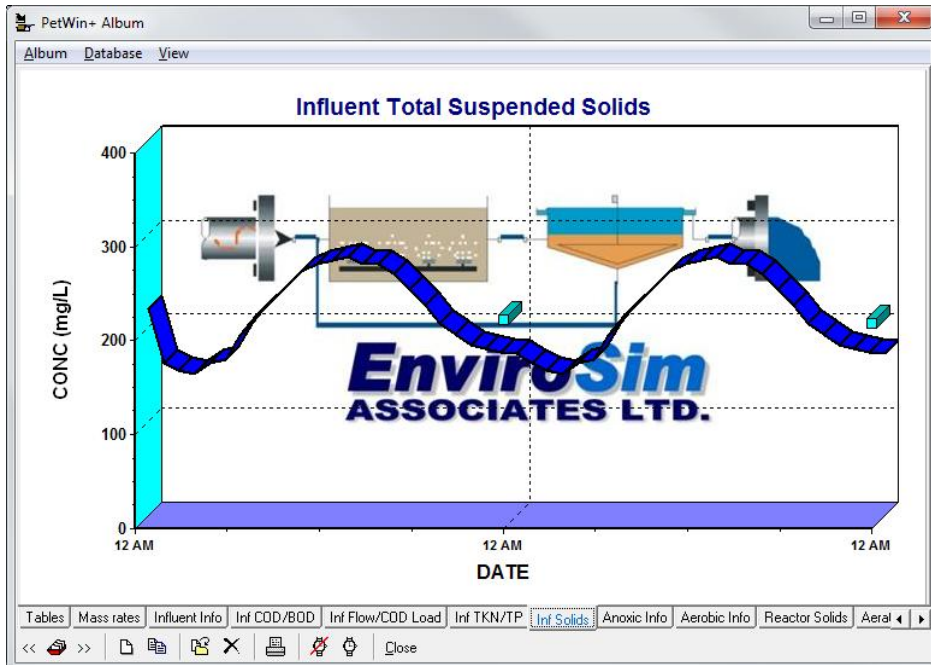 PetWin+ Album
Album Database View
Influent Total Suspended Solids
400
300
200
100
0
CONC (mg/L)
EnviroSim
ASSOCIATES LTD.
12 AM 12 AM 12 AM
DATE
Tables Mass rates Influent Info Inf COD/BOD Inf Flow/COD Load Inf TKN/TP Inf Solids Anoxic Info Aerobic Info Reactor Solids Aerat
<< >> Close